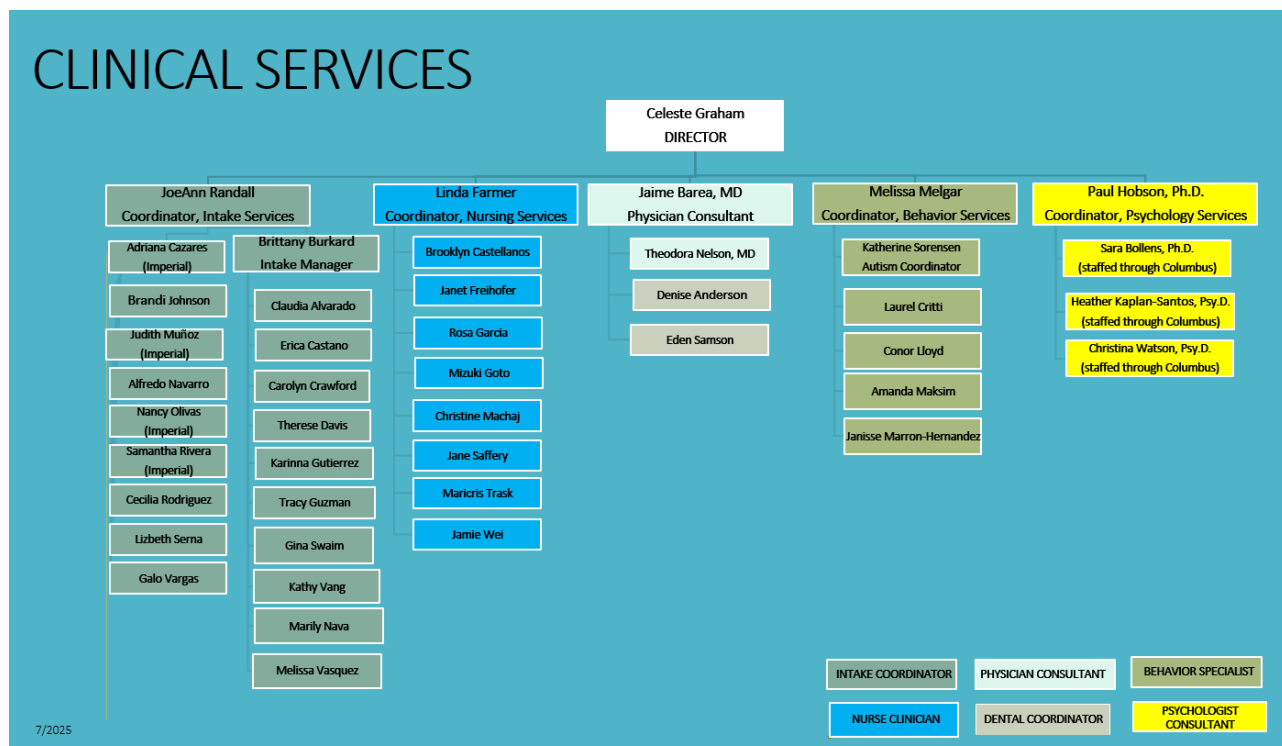 CLINICAL SERVICES
Celeste Graham
DIRECTOR
JoeAnn Randall
Coordinator, Intake Services
Adriana Cazares
(Imperial)
Brandi Johnson
Judith Muñoz
(Imperial)
Alfredo Navarro
Nancy Olivas
(Imperial)
Samantha Rivera
(Imperial)
Cecilia Rodriguez
Lizbeth Serna
Galo Vargas
Brittany Burkard
Intake Manager
Claudia Alvarado
Erica Castano
Carolyn Crawford
Therese Davis
Karinna Gutierrez
Tracy Guzman
Gina Swaim
Kathy Vang
Marily Nava
Melissa Vasquez
Linda Farmer
Coordinator, Nursing Services
Brooklyn Castellanos
Janet Freihofer
Rosa Garcia
Mizuki Goto
Christine Machaj
Jane Saffery
Maricris Trask
Jamie Wei
Jaime Barea, MD
Physician Consultant
Theodora Nelson, MD
Denise Anderson
Eden Samson
Melissa Melgar
Coordinator, Behavior Services
Katherine Sorensen
Autism Coordinator
Laurel Critti
Conor Lloyd
Amanda Maksim
Janisse Marron-Hernandez
Paul Hobson, Ph.D.
Coordinator, Psychology Services
Sara Bollens, Ph.D.
(staffed through Columbus)
Heather Kaplan-Santos, Psy.D.
(staffed through Columbus)
Christina Watson, Psy.D.
(staffed through Columbus)
INTAKE COORDINATOR
PHYSICIAN CONSULTANT
BEHAVIOR SPECIALIST
NURSE CLINICIAN
DENTAL COORDINATOR
PSYCHOLOGIST
CONSULTANT
7/2025